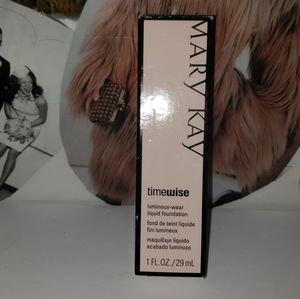 MARY KAY
timewise
luminous-wear
liquid foundation
fond de teint liquide
fini lumineux
maquillaje líquido
acabado luminoso
1 FL.OZ./29 mL